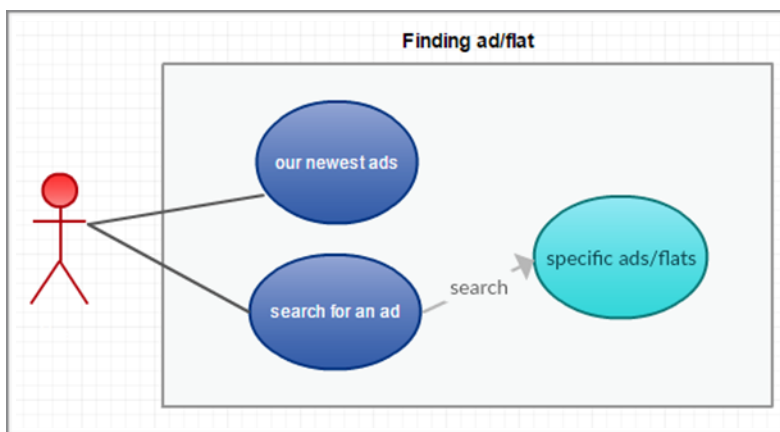 Finding ad/flat
our newest ads
specific ads/flats
search
search for an ad